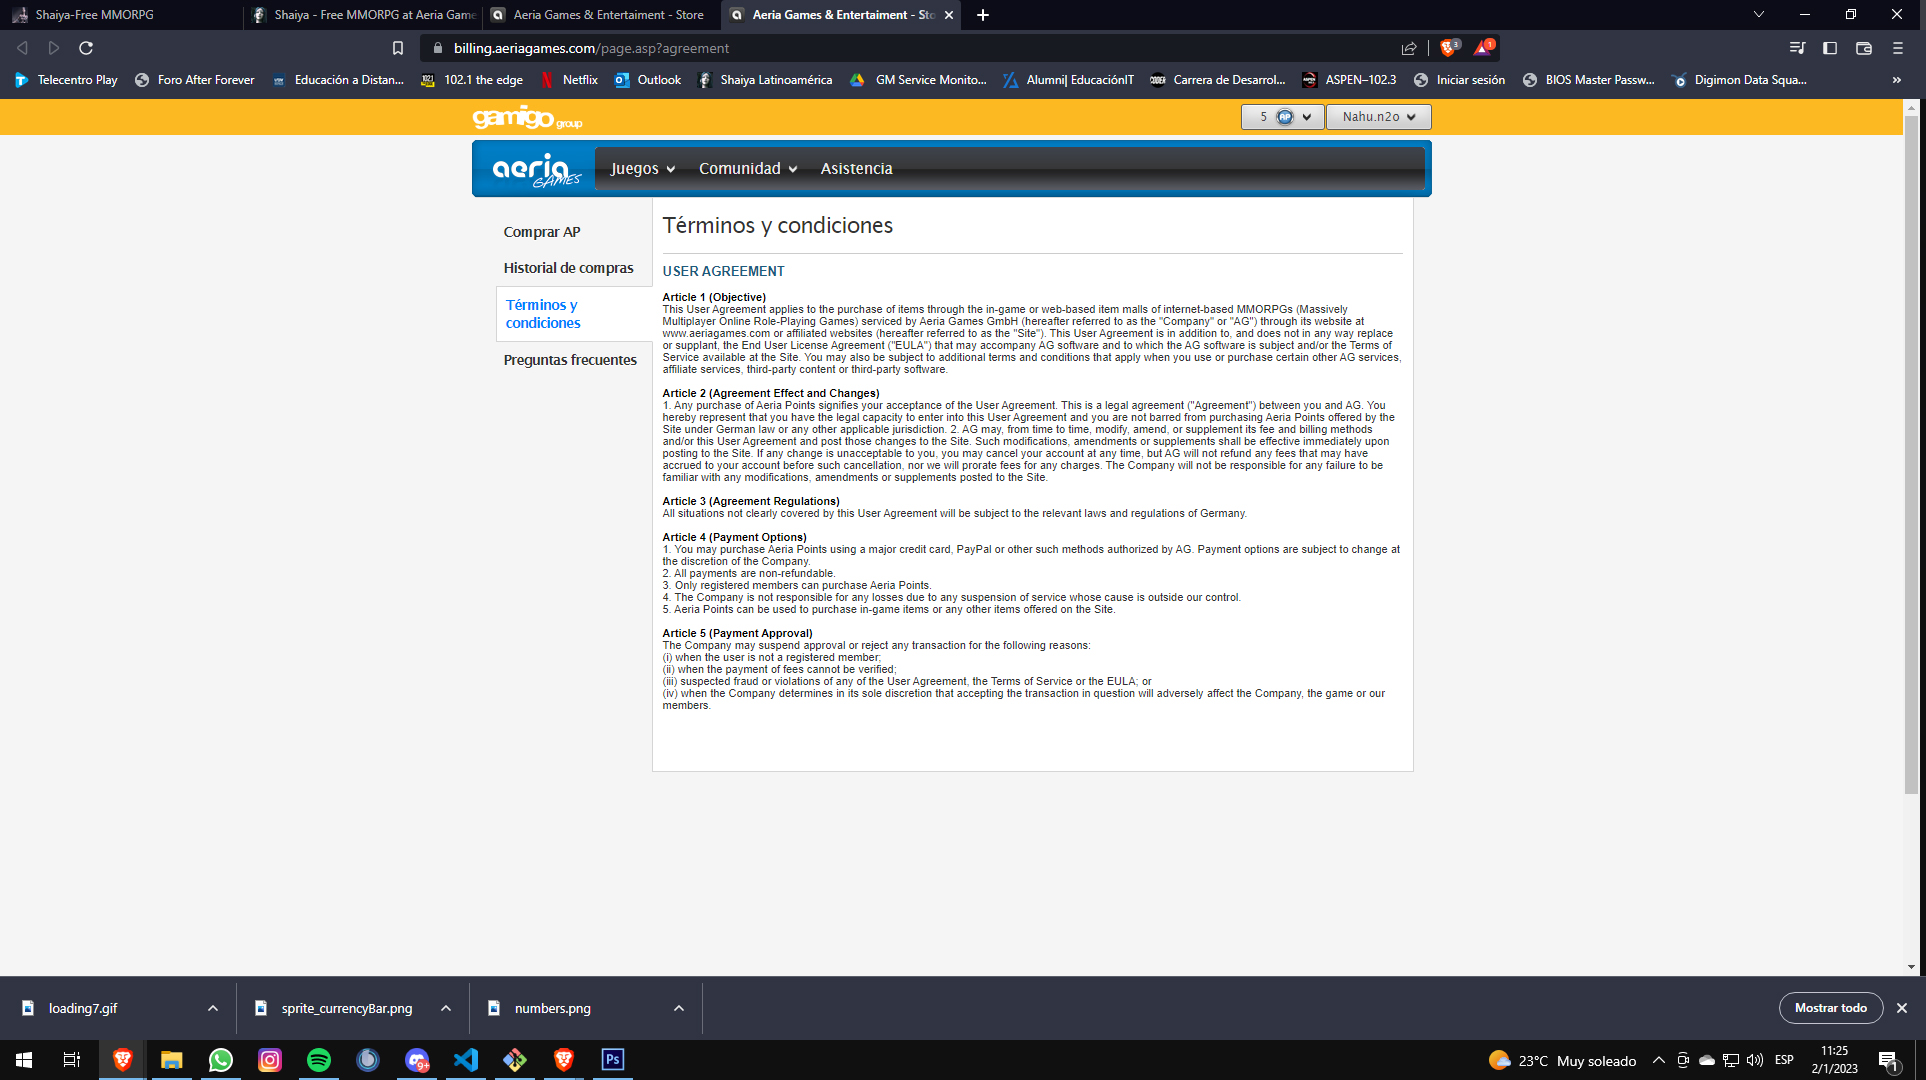 Shaiya-Free MMORPG
Shaiya - Free MMORPG at Aeria Game
Aeria Games & Entertaiment - Store
Aeria Games & Entertaiment - Sto
billing.aeriagames.com/page.asp?agreement
3
1
Telecentro Play
Foro After Forever
Educación a Distan...
102.1 the edge
Netflix
Outlook
Shaiya Latinoamérica
GM Service Monito...
Alumni| EducaciónIT
Carrera de Desarrol...
ASPEN–102.3
Iniciar sesión
BIOS Master Passw...
Digimon Data Squa...
gamigo group
5 AP
Nahu.n2o
aeria GAMES
Juegos
Comunidad
Asistencia
Comprar AP
Historial de compras
Términos y
condiciones
Preguntas frecuentes
Términos y condiciones
USER AGREEMENT
Article 1 (Objective)
This User Agreement applies to the purchase of items through the in-game or web-based item malls of internet-based MMORPGs (Massively
Multiplayer Online Role-Playing Games) serviced by Aeria Games GmbH (hereafter referred to as the "Company" or "AG") through its website at
www.aeriagames.com or affiliated websites (hereafter referred to as the "Site"). This User Agreement is in addition to, and does not in any way replace
or supplant, the End User License Agreement ("EULA") that may accompany AG software and to which the AG software is subject and/or the Terms of
Service available at the Site. You may also be subject to additional terms and conditions that apply when you use or purchase certain other AG services,
affiliate services, third-party content or third-party software.
Article 2 (Agreement Effect and Changes)
1. Any purchase of Aeria Points signifies your acceptance of the User Agreement. This is a legal agreement ("Agreement") between you and AG. You
hereby represent that you have the legal capacity to enter into this User Agreement and you are not barred from purchasing Aeria Points offered by the
Site under German law or any other applicable jurisdiction. 2. AG may, from time to time, modify, amend, or supplement its fee and billing methods
and/or this User Agreement and post those changes to the Site. Such modifications, amendments or supplements shall be effective immediately upon
posting to the Site. If any change is unacceptable to you, you may cancel your account at any time, but AG will not refund any fees that may have
accrued to your account before such cancellation, nor we will prorate fees for any charges. The Company will not be responsible for any failure to be
familiar with any modifications, amendments or supplements posted to the Site.
Article 3 (Agreement Regulations)
All situations not clearly covered by this User Agreement will be subject to the relevant laws and regulations of Germany.
Article 4 (Payment Options)
1. You may purchase Aeria Points using a major credit card, PayPal or other such methods authorized by AG. Payment options are subject to change at
the discretion of the Company.
2. All payments are non-refundable.
3. Only registered members can purchase Aeria Points.
4. The Company is not responsible for any losses due to any suspension of service whose cause is outside our control.
5. Aeria Points can be used to purchase in-game items or any other items offered on the Site.
Article 5 (Payment Approval)
The Company may suspend approval or reject any transaction for the following reasons:
(i) when the user is not a registered member;
(ii) when the payment of fees cannot be verified;
(iii) suspected fraud or violations of any of the User Agreement, the Terms of Service or the EULA; or
(iv) when the Company determines in its sole discretion that accepting the transaction in question will adversely affect the Company, the game or our
members.
loading7.gif
sprite_currencyBar.png
numbers.png
Mostrar todo
9+
Ps
23°C Muy soleado
ESP
11:25
2/1/2023
1